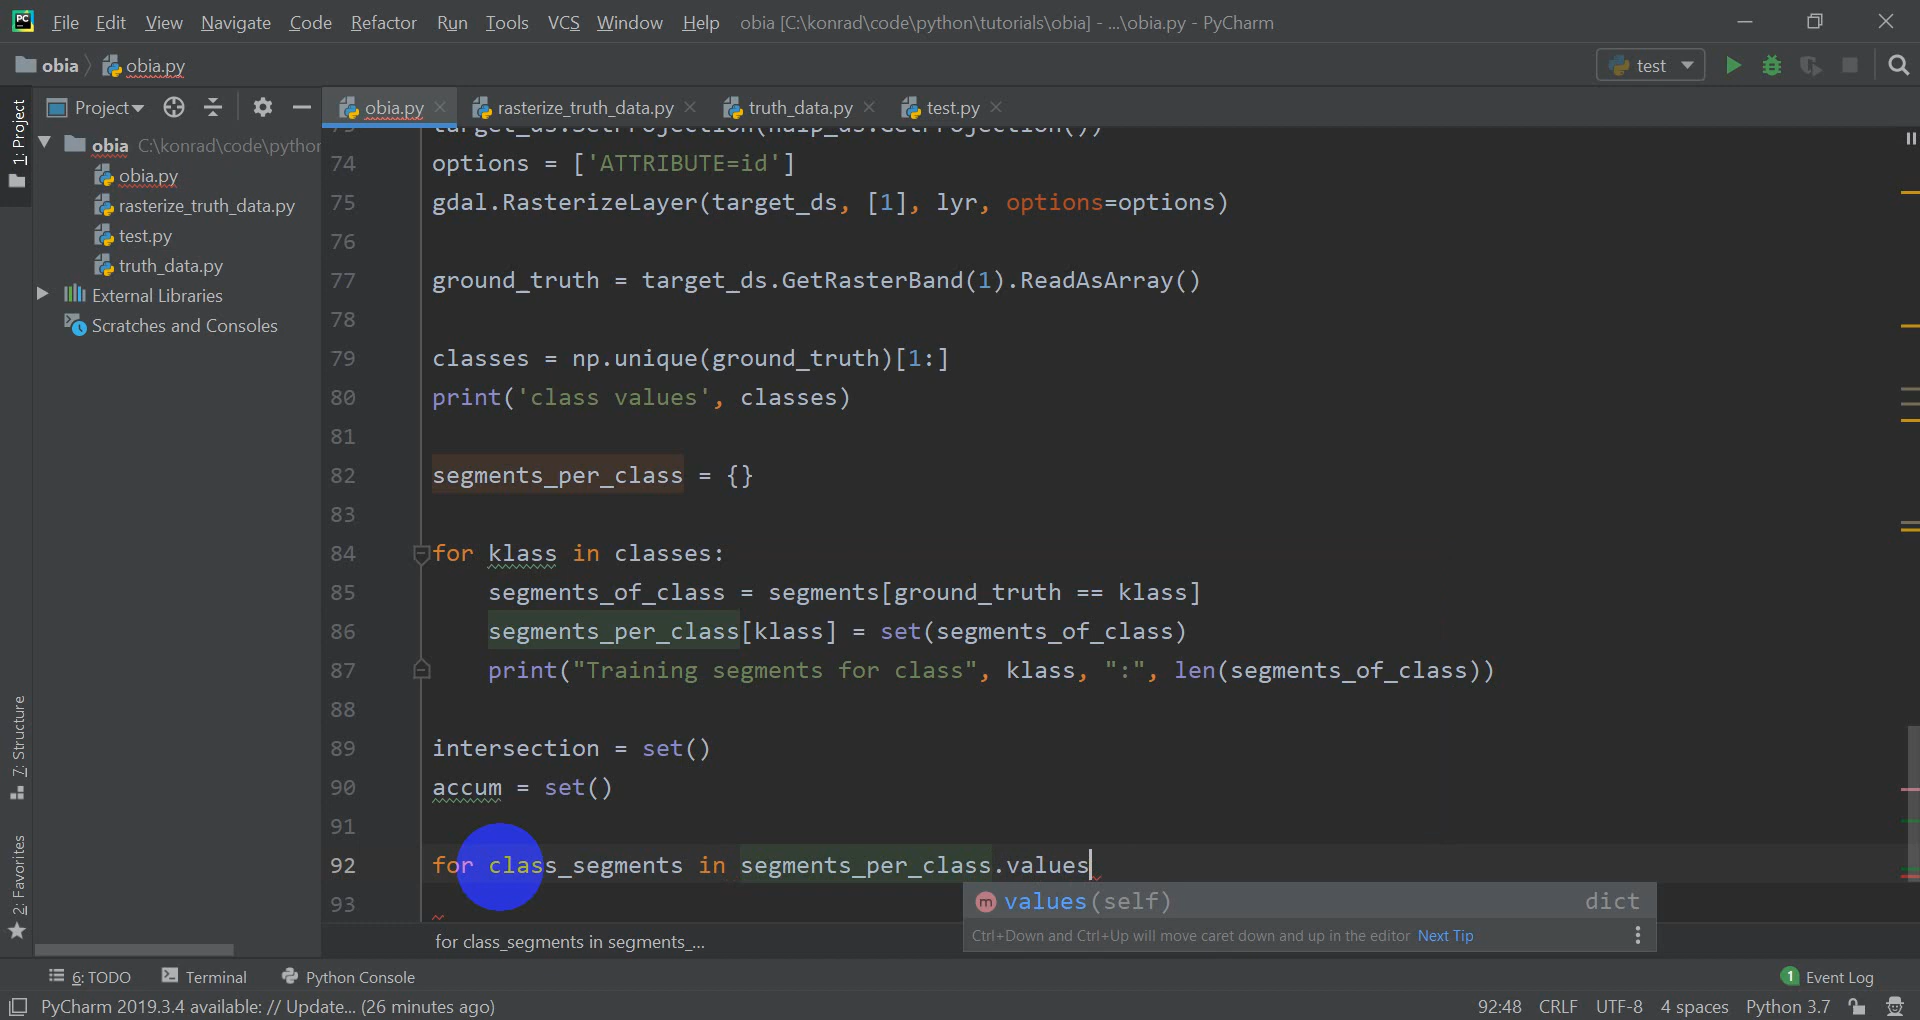 File Edit View Navigate Code Refactor Run Tools VCS Window Help obia [C:\konrad\code\python\tutorials\obia] - ...\obia.py - PyCharm
obia obia.py test
1: Project
Project
obia.py rasterize_truth_data.py truth_data.py test.py
obia C:\konrad\code\python
obia.py
rasterize_truth_data.py
test.py
truth_data.py
External Libraries
Scratches and Consoles
74 options = ['ATTRIBUTE=id']
75 gdal.RasterizeLayer(target_ds, [1], lyr, options=options)
76
77 ground_truth = target_ds.GetRasterBand(1).ReadAsArray()
78
79 classes = np.unique(ground_truth)[1:]
80 print('class values', classes)
81
82 segments_per_class = {}
83
84 for klass in classes:
85 segments_of_class = segments[ground_truth == klass]
86 segments_per_class[klass] = set(segments_of_class)
87 print("Training segments for class", klass, ":", len(segments_of_class))
88
89 intersection = set()
90 accum = set()
91
92 for class_segments in segments_per_class.values
93
values(self) dict
Ctrl+Down and Ctrl+Up will move caret down and up in the editor Next Tip
for class_segments in segments_...
7: Structure
2: Favorites
6: TODO Terminal Python Console 1 Event Log
PyCharm 2019.3.4 available: // Update... (26 minutes ago) 92:48 CRLF UTF-8 4 spaces Python 3.7